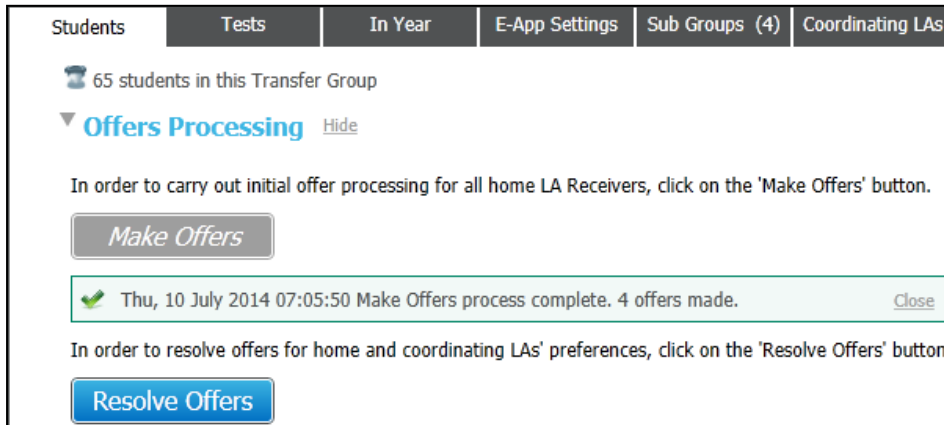 Students Tests In Year E-App Settings Sub Groups (4) Coordinating LAs
65 students in this Transfer Group
Offers Processing Hide
In order to carry out initial offer processing for all home LA Receivers, click on the 'Make Offers' button.
Make Offers
Thu, 10 July 2014 07:05:50 Make Offers process complete. 4 offers made. Close
In order to resolve offers for home and coordinating LAs' preferences, click on the 'Resolve Offers' button
Resolve Offers